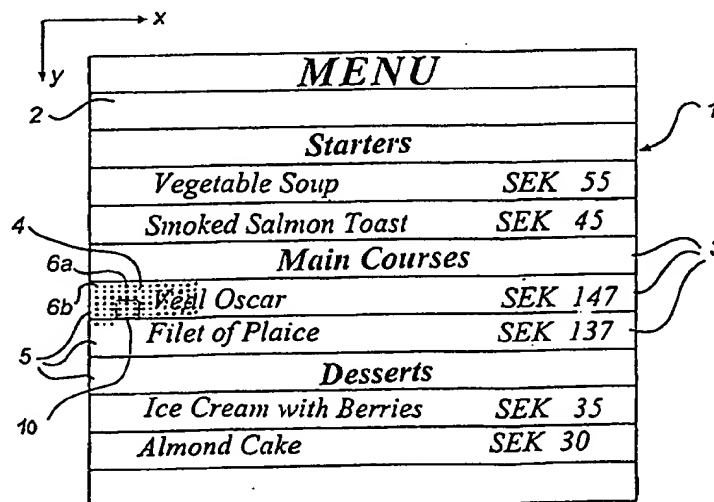 x
y
MENU
2
1
Starters
Vegetable Soup SEK 55
4
Smoked Salmon Toast SEK 45
6a
Main Courses
3
6b
Veal Oscar SEK 147
5
Filet of Plaice SEK 137
Desserts
10
Ice Cream with Berries SEK 35
Almond Cake SEK 30